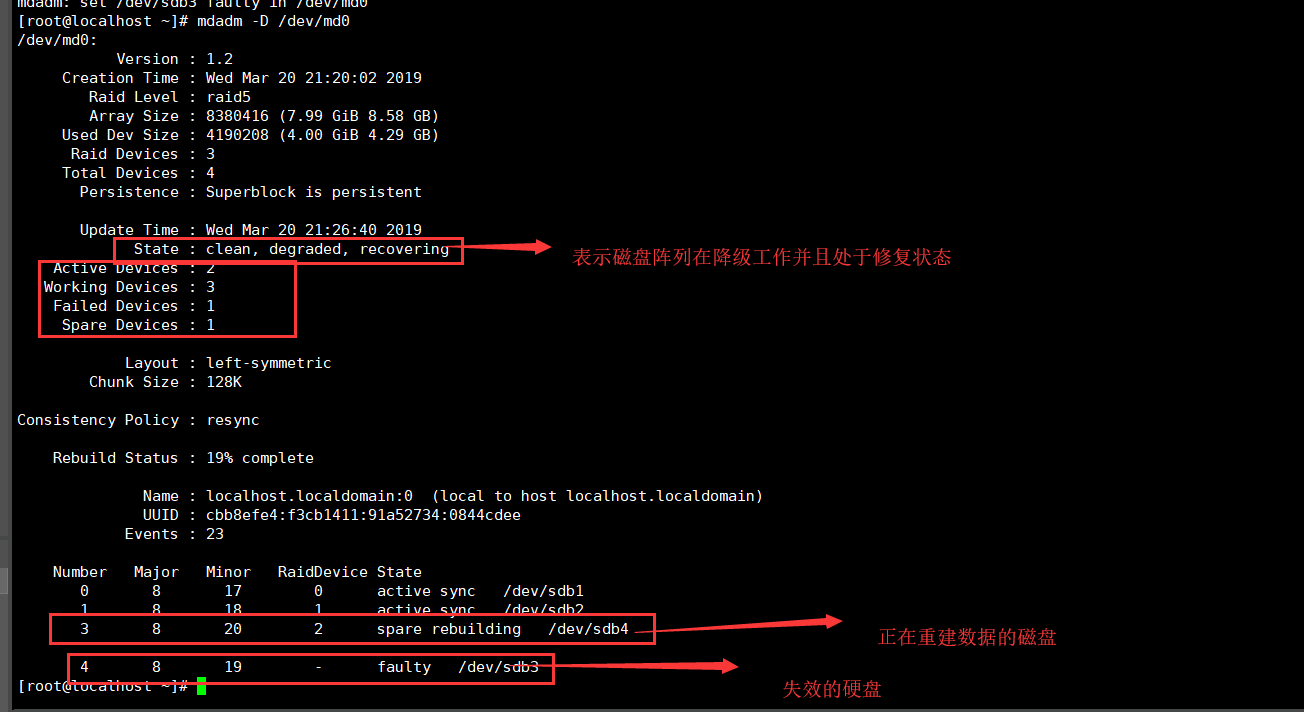 mdadm: set /dev/sdb3 faulty in /dev/md0
[root@localhost ~]# mdadm -D /dev/md0
/dev/md0:
Version : 1.2
Creation Time : Wed Mar 20 21:20:02 2019
Raid Level : raid5
Array Size : 8380416 (7.99 GiB 8.58 GB)
Used Dev Size : 4190208 (4.00 GiB 4.29 GB)
Raid Devices : 3
Total Devices : 4
Persistence : Superblock is persistent
Update Time : Wed Mar 20 21:26:40 2019
State : clean, degraded, recovering
表示磁盘阵列在降级工作并且处于修复状态
Active Devices : 2
Working Devices : 3
Failed Devices : 1
Spare Devices : 1
Layout : left-symmetric
Chunk Size : 128K
Consistency Policy : resync
Rebuild Status : 19% complete
Name : localhost.localdomain:0 (local to host localhost.localdomain)
UUID : cbb8efe4:f3cb1411:91a52734:0844cdee
Events : 23
Number Major Minor RaidDevice State
0 8 17 0 active sync /dev/sdb1
1 8 18 1 active sync /dev/sdb2
3 8 20 2 spare rebuilding /dev/sdb4
正在重建数据的磁盘
4 8 19 - faulty /dev/sdb3
[root@localhost ~]#
失效的硬盘